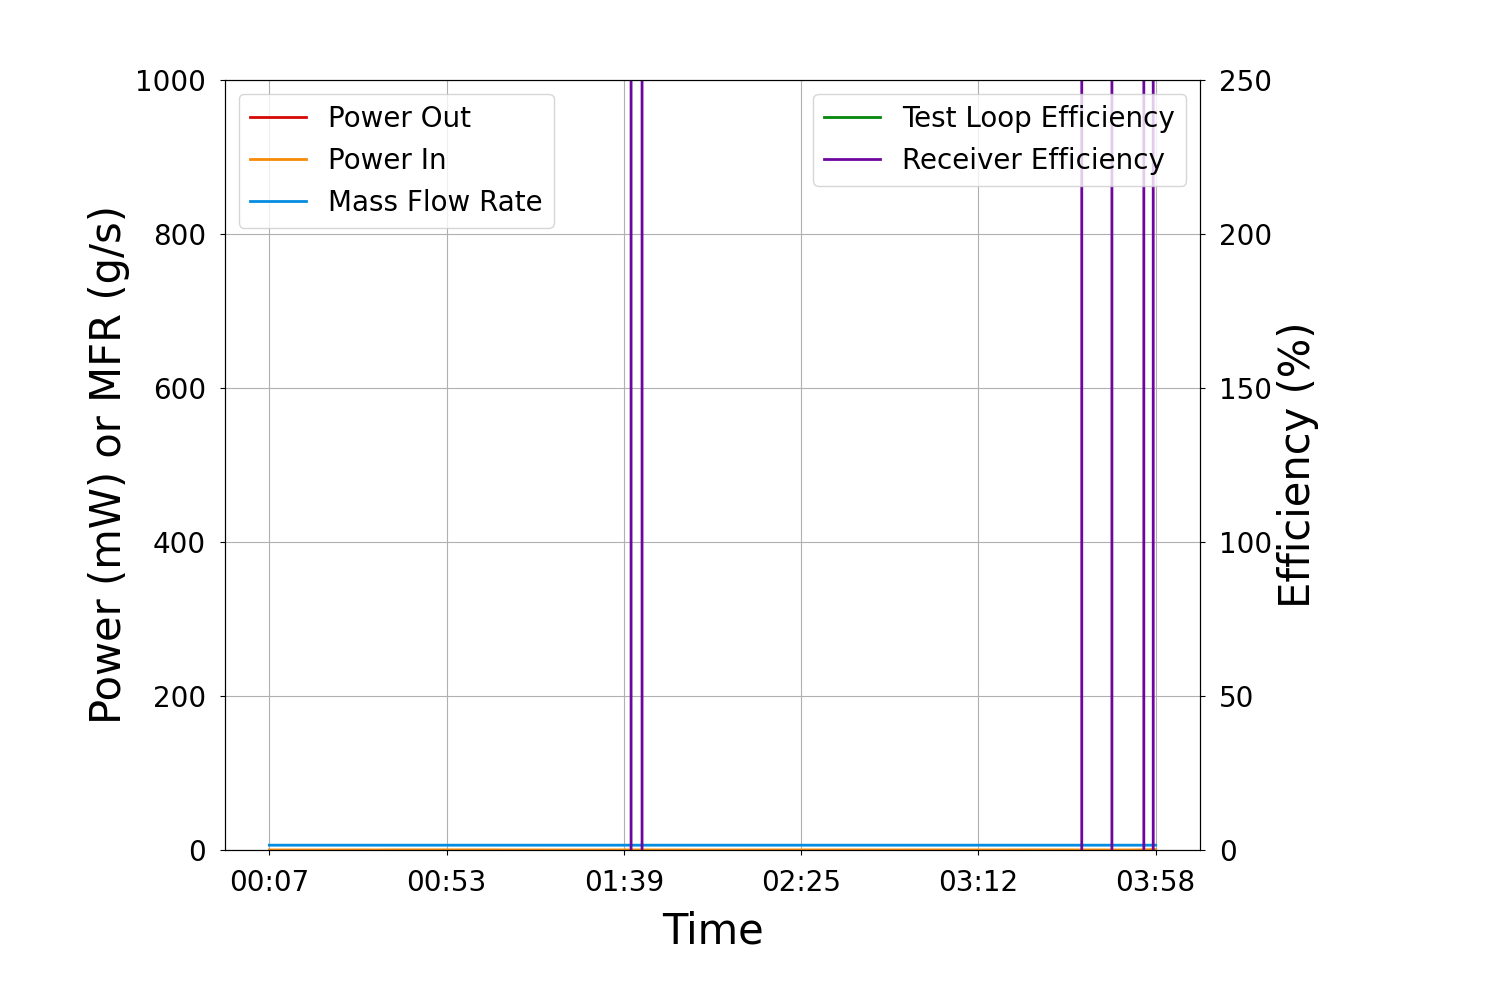 Power Out
Power In
Mass Flow Rate
Test Loop Efficiency
Receiver Efficiency
Power (mW) or MFR (g/s)
1000
800
600
400
200
0
250
200
150
100
50
0
Efficiency (%)
00:07 00:53 01:39 02:25 03:12 03:58
Time